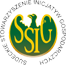 SUDECKIE STOWARZYSZENIE INICJATYW GOSPODARCZYCH
SSIG